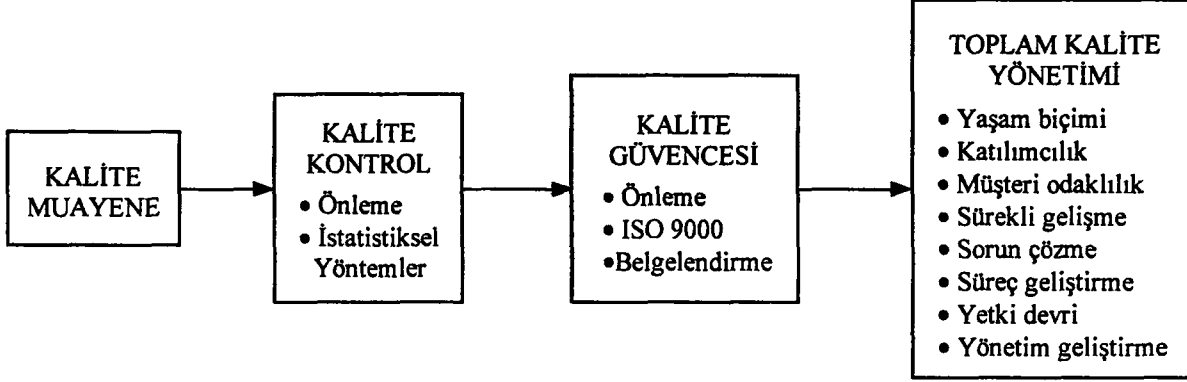 KALİTE
MUAYENE
KALİTE
KONTROL
• Önleme
• İstatistiksel
Yöntemler
KALİTE
GÜVENCESİ
• Önleme
• ISO 9000
•Belgelendirme
TOPLAM KALİTE
YÖNETİMİ
• Yaşam biçimi
• Katılımcılık
• Müşteri odaklılık
• Sürekli gelişme
• Sorun çözme
• Süreç geliştirme
• Yetki devri
• Yönetim geliştirme